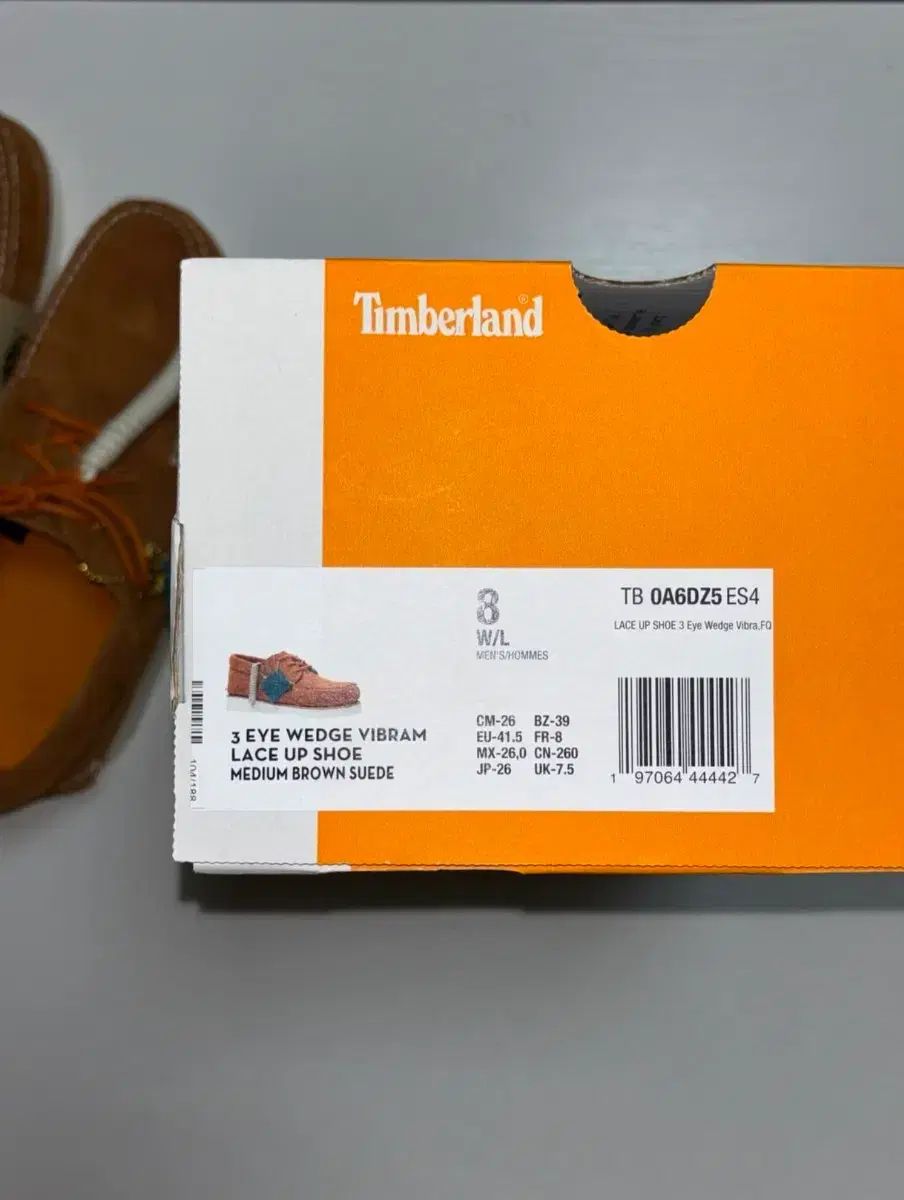 Timberland®
8
W/L
MEN'S/HOMMES
TB 0A6DZ5 ES4
LACE UP SHOE 3 Eye Wedge Vibra,FQ
3 EYE WEDGE VIBRAM
LACE UP SHOE
MEDIUM BROWN SUEDE
CM-26 BZ-39
EU-41.5 FR-8
MX-26,0 CN-260
JP-26 UK-7.5
1 97064 44442 7